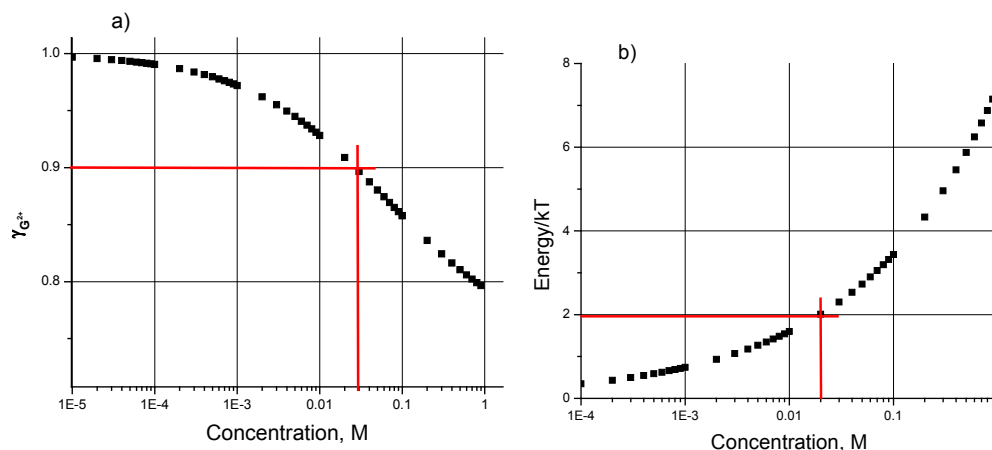 a)
1.0
0.9
0.8
γG²⁺
1E-5 1E-4 1E-3 0.01 0.1 1
Concentration, M
b)
8
6
4
2
0
Energy/kT
1E-4 1E-3 0.01 0.1
Concentration, M